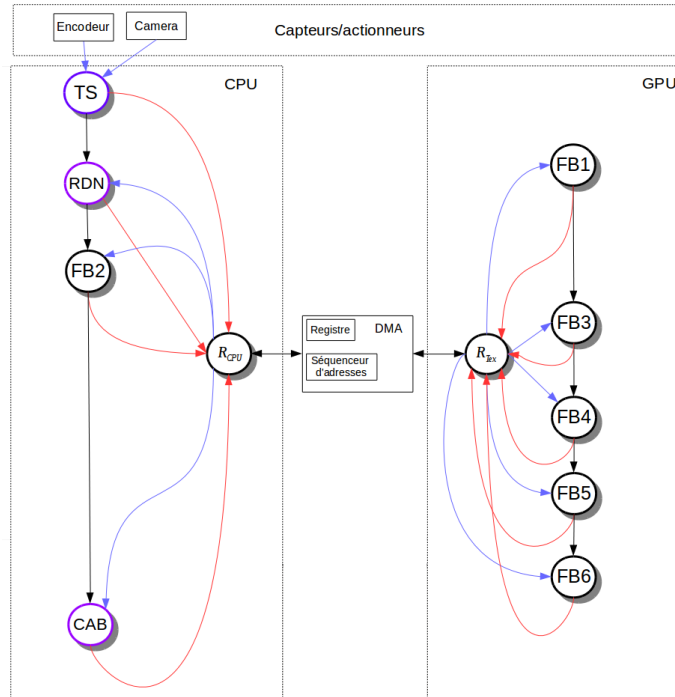 Encodeur
Camera
Capteurs/actionneurs
CPU
GPU
TS
RDN
FB2
R_CPU
CAB
Registre
DMA
Séquenceur
d'adresses
R_Tex
FB1
FB3
FB4
FB5
FB6